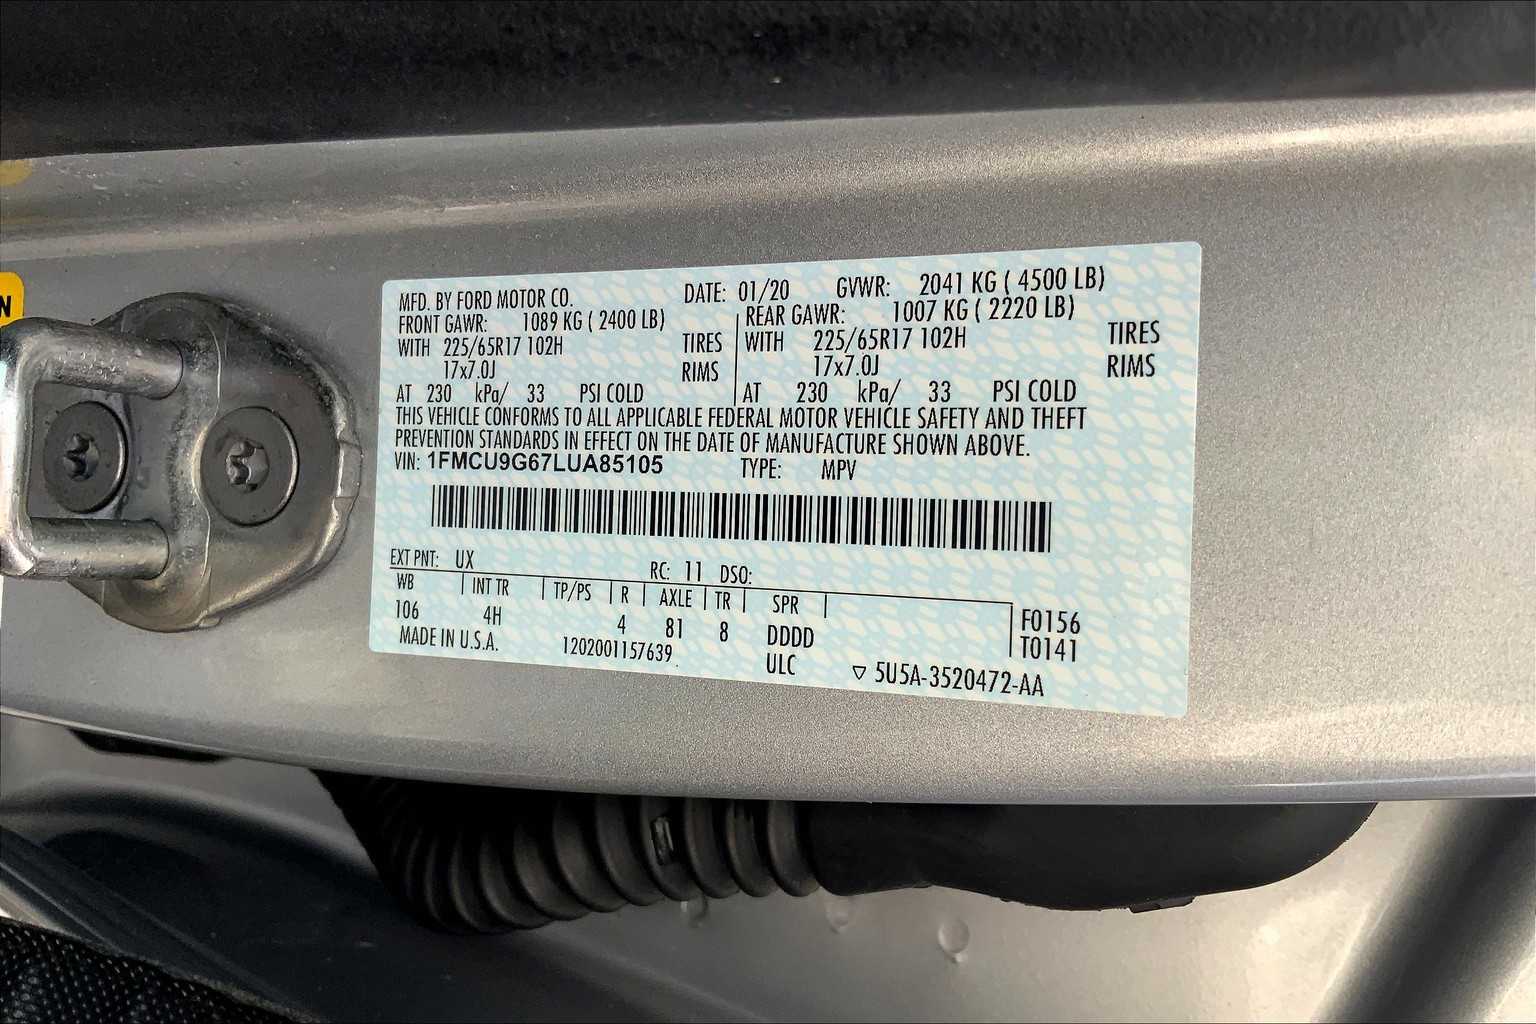 N
MFD. BY FORD MOTOR CO. DATE: 01/20 GVWR: 2041 KG ( 4500 LB)
FRONT GAWR: 1089 KG ( 2400 LB) REAR GAWR: 1007 KG ( 2220 LB)
WITH 225/65R17 102H TIRES WITH 225/65R17 102H TIRES
17x7.0J RIMS 17x7.0J RIMS
AT 230 kPa/ 33 PSI COLD AT 230 kPa/ 33 PSI COLD
THIS VEHICLE CONFORMS TO ALL APPLICABLE FEDERAL MOTOR VEHICLE SAFETY AND THEFT
PREVENTION STANDARDS IN EFFECT ON THE DATE OF MANUFACTURE SHOWN ABOVE.
VIN: 1FMCU9G67LUA85105 TYPE: MPV
EXT PNT: UX RC: 11 DSO:
WB INT TR TP/PS R AXLE TR SPR
106 4H 4 81 8 DDDD F0156
MADE IN U.S.A. 1202001157639 ULC T0141
▽ 5U5A-3520472-AA